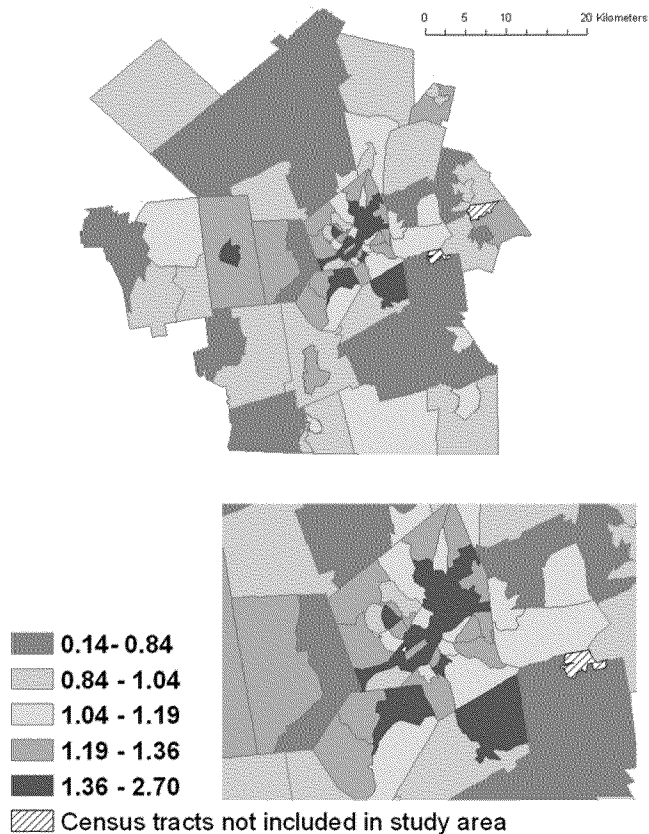 0 5 10 20 Kilometers
0.14- 0.84
0.84 - 1.04
1.04 - 1.19
1.19 - 1.36
1.36 - 2.70
Census tracts not included in study area